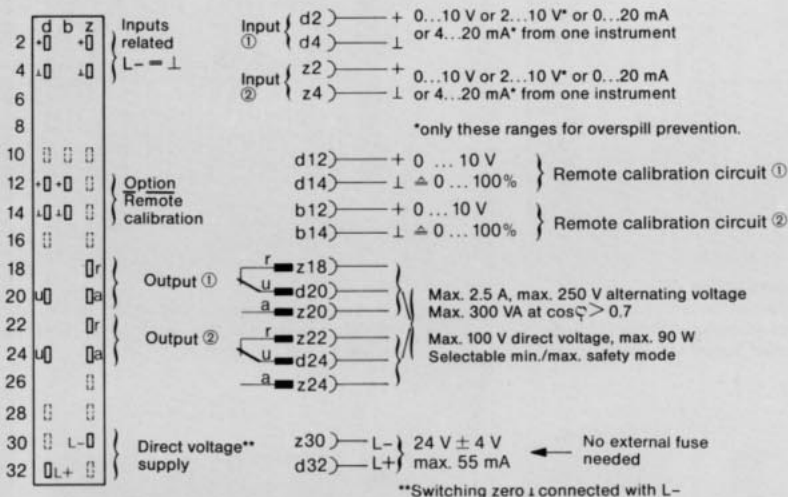 d b z
2 + + Inputs
related
4 ⊥ ⊥ L- = ⊥
6
8
10
12 + + Option
Remote
14 ⊥ ⊥ calibration
16
18 r Output ①
20 u a
22 r Output ②
24 u a
26
28
30 L- Direct voltage**
32 L+ supply
Input ① d2 + 0...10 V or 2...10 V* or 0...20 mA
d4 ⊥ or 4...20 mA* from one instrument
Input ② z2 + 0...10 V or 2...10 V* or 0...20 mA
z4 ⊥ or 4...20 mA* from one instrument
*only these ranges for overspill prevention.
d12 + 0 ... 10 V
d14 ⊥ ≙ 0...100% Remote calibration circuit ①
b12 + 0...10 V
b14 ⊥ ≙ 0...100% Remote calibration circuit ②
r z18
u d20
a z20
r z22
u d24
a z24
Max. 2.5 A, max. 250 V alternating voltage
Max. 300 VA at cosφ > 0.7
Max. 100 V direct voltage, max. 90 W
Selectable min./max. safety mode
z30 L- 24 V ± 4 V
d32 L+ max. 55 mA
No external fuse
needed
**Switching zero ⊥ connected with L-